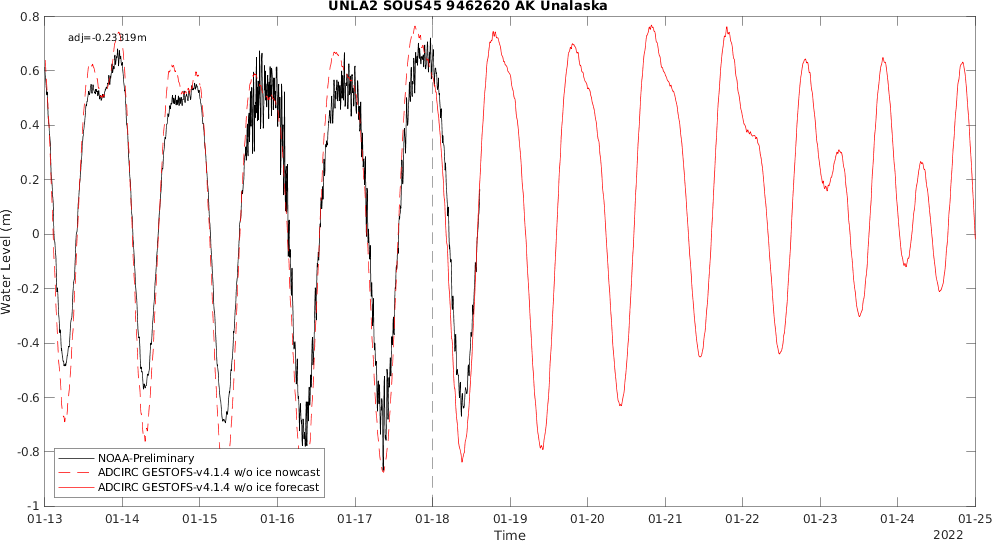 UNLA2 SOUS45 9462620 AK Unalaska
adj=-0.23319m
0.8
0.6
0.4
0.2
0
-0.2
-0.4
-0.6
-0.8
-1
Water Level (m)
NOAA-Preliminary
ADCIRC GESTOFS-v4.1.4 w/o ice nowcast
ADCIRC GESTOFS-v4.1.4 w/o ice forecast
01-13 01-14 01-15 01-16 01-17 01-18 01-19 01-20 01-21 01-22 01-23 01-24 01-25
Time
2022